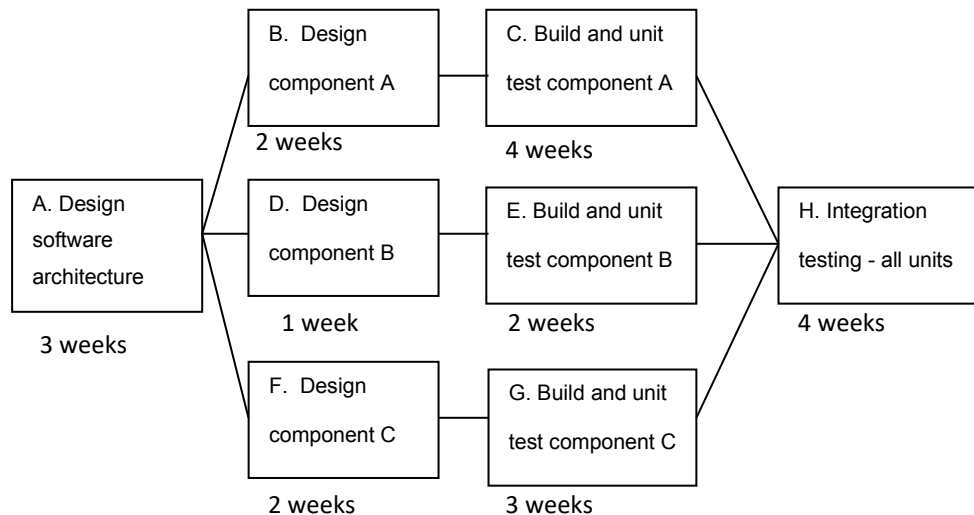 B.  Design
component A
2 weeks
C. Build and unit
test component A
4 weeks
A. Design
software
architecture
3 weeks
D.  Design
component B
1 week
E. Build and unit
test component B
2 weeks
H. Integration
testing - all units
4 weeks
F.  Design
component C
2 weeks
G. Build and unit
test component C
3 weeks